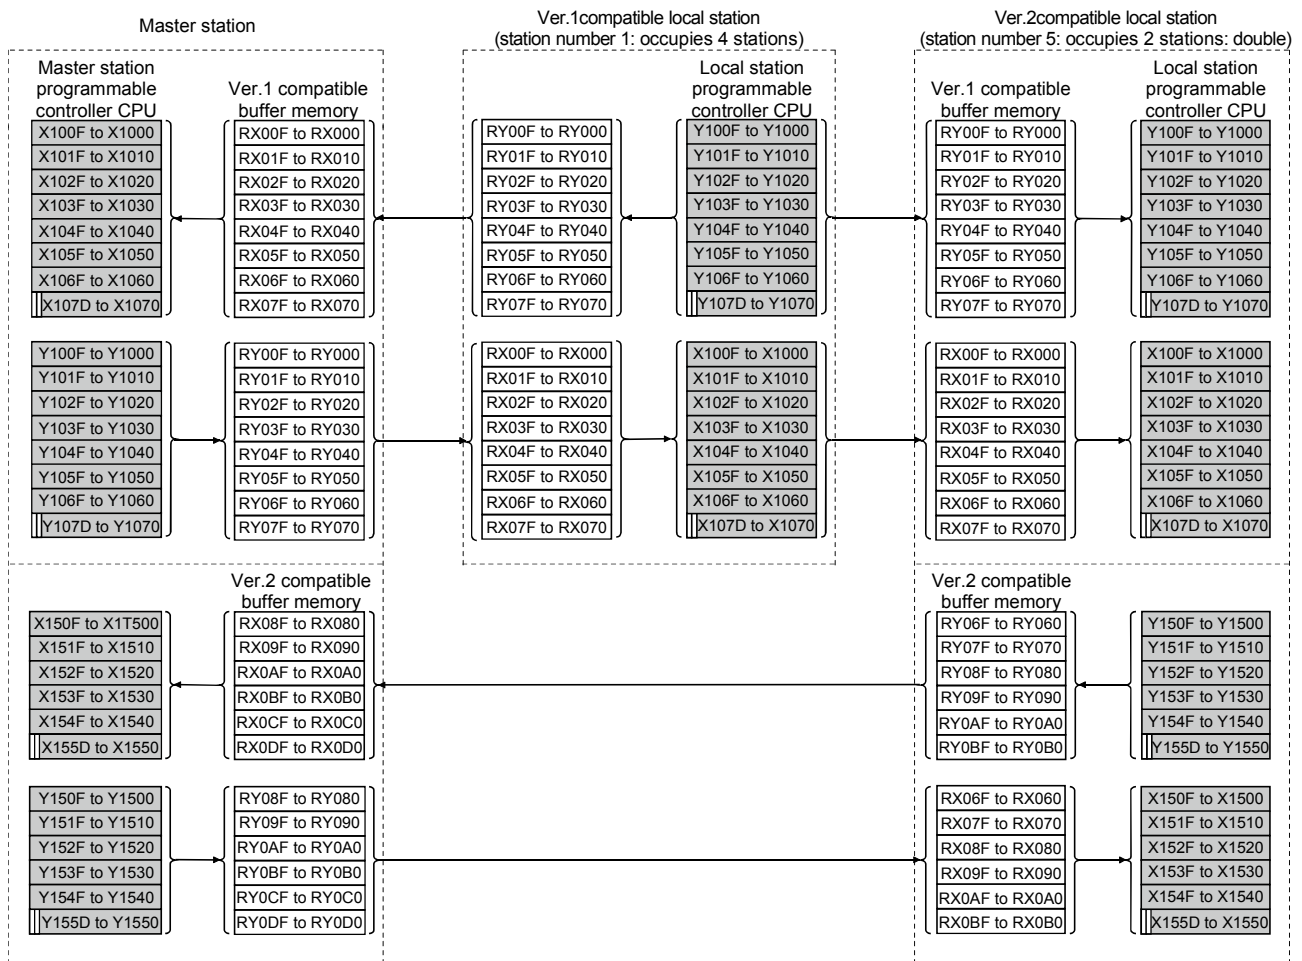 Master station
Ver.1compatible local station
(station number 1: occupies 4 stations)
Ver.2compatible local station
(station number 5: occupies 2 stations: double)
Master station
programmable
controller CPU
Ver.1 compatible
buffer memory
Local station
programmable
controller CPU
Ver.1 compatible
buffer memory
Local station
programmable
controller CPU
X100F to X1000
X101F to X1010
X102F to X1020
X103F to X1030
X104F to X1040
X105F to X1050
X106F to X1060
X107D to X1070
RX00F to RX000
RX01F to RX010
RX02F to RX020
RX03F to RX030
RX04F to RX040
RX05F to RX050
RX06F to RX060
RX07F to RX070
RY00F to RY000
RY01F to RY010
RY02F to RY020
RY03F to RY030
RY04F to RY040
RY05F to RY050
RY06F to RY060
RY07F to RY070
Y100F to Y1000
Y101F to Y1010
Y102F to Y1020
Y103F to Y1030
Y104F to Y1040
Y105F to Y1050
Y106F to Y1060
Y107D to Y1070
RY00F to RY000
RY01F to RY010
RY02F to RY020
RY03F to RY030
RY04F to RY040
RY05F to RY050
RY06F to RY060
RY07F to RY070
Y100F to Y1000
Y101F to Y1010
Y102F to Y1020
Y103F to Y1030
Y104F to Y1040
Y105F to Y1050
Y106F to Y1060
Y107D to Y1070
Y100F to Y1000
Y101F to Y1010
Y102F to Y1020
Y103F to Y1030
Y104F to Y1040
Y105F to Y1050
Y106F to Y1060
Y107D to Y1070
RY00F to RY000
RY01F to RY010
RY02F to RY020
RY03F to RY030
RY04F to RY040
RY05F to RY050
RY06F to RY060
RY07F to RY070
RX00F to RX000
RX01F to RX010
RX02F to RX020
RX03F to RX030
RX04F to RX040
RX05F to RX050
RX06F to RX060
RX07F to RX070
X100F to X1000
X101F to X1010
X102F to X1020
X103F to X1030
X104F to X1040
X105F to X1050
X106F to X1060
X107D to X1070
RX00F to RX000
RX01F to RX010
RX02F to RX020
RX03F to RX030
RX04F to RX040
RX05F to RX050
RX06F to RX060
RX07F to RX070
X100F to X1000
X101F to X1010
X102F to X1020
X103F to X1030
X104F to X1040
X105F to X1050
X106F to X1060
X107D to X1070
Ver.2 compatible
buffer memory
Ver.2 compatible
buffer memory
X150F to X1T500
X151F to X1510
X152F to X1520
X153F to X1530
X154F to X1540
X155D to X1550
RX08F to RX080
RX09F to RX090
RX0AF to RX0A0
RX0BF to RX0B0
RX0CF to RX0C0
RX0DF to RX0D0
RY06F to RY060
RY07F to RY070
RY08F to RY080
RY09F to RY090
RY0AF to RY0A0
RY0BF to RY0B0
Y150F to Y1500
Y151F to Y1510
Y152F to Y1520
Y153F to Y1530
Y154F to Y1540
Y155D to Y1550
Y150F to Y1500
Y151F to Y1510
Y152F to Y1520
Y153F to Y1530
Y154F to Y1540
Y155D to Y1550
RY08F to RY080
RY09F to RY090
RY0AF to RY0A0
RY0BF to RY0B0
RY0CF to RY0C0
RY0DF to RY0D0
RX06F to RX060
RX07F to RX070
RX08F to RX080
RX09F to RX090
RX0AF to RX0A0
RX0BF to RX0B0
X150F to X1500
X151F to X1510
X152F to X1520
X153F to X1530
X154F to X1540
X155D to X1550